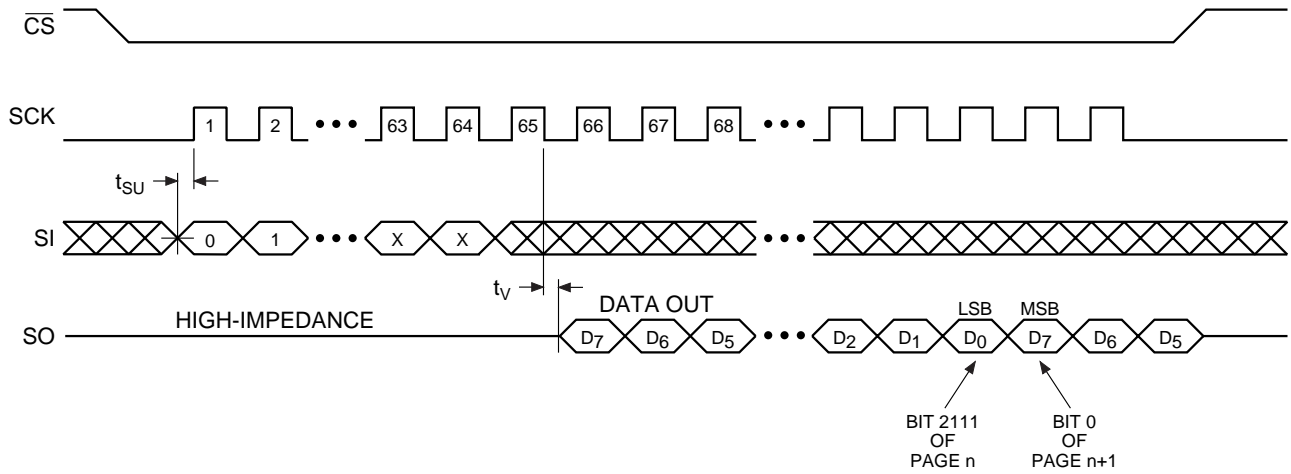 CS
SCK
1 2 ••• 63 64 65 66 67 68 •••
tSU
SI
0 1 ••• X X •••
tV
DATA OUT
SO
HIGH-IMPEDANCE
LSB MSB
D7 D6 D5 ••• D2 D1 D0 D7 D6 D5
BIT 2111
OF
PAGE n
BIT 0
OF
PAGE n+1